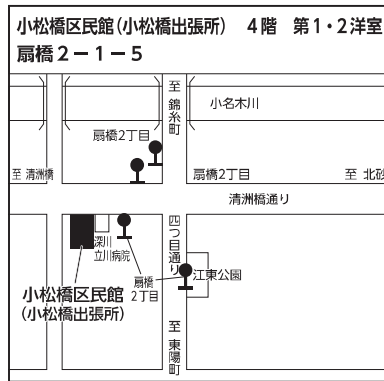 小松橋区民館(小松橋出張所) 4階 第1・2洋室
扇橋2－1－5
至 錦糸町
小名木川
扇橋2丁目
至 清洲橋
扇橋2丁目
至 北砂
清洲橋通り
四つ目通り
深川
立川病院
扇橋
2丁目
江東公園
小松橋区民館
(小松橋出張所)
至 東陽町